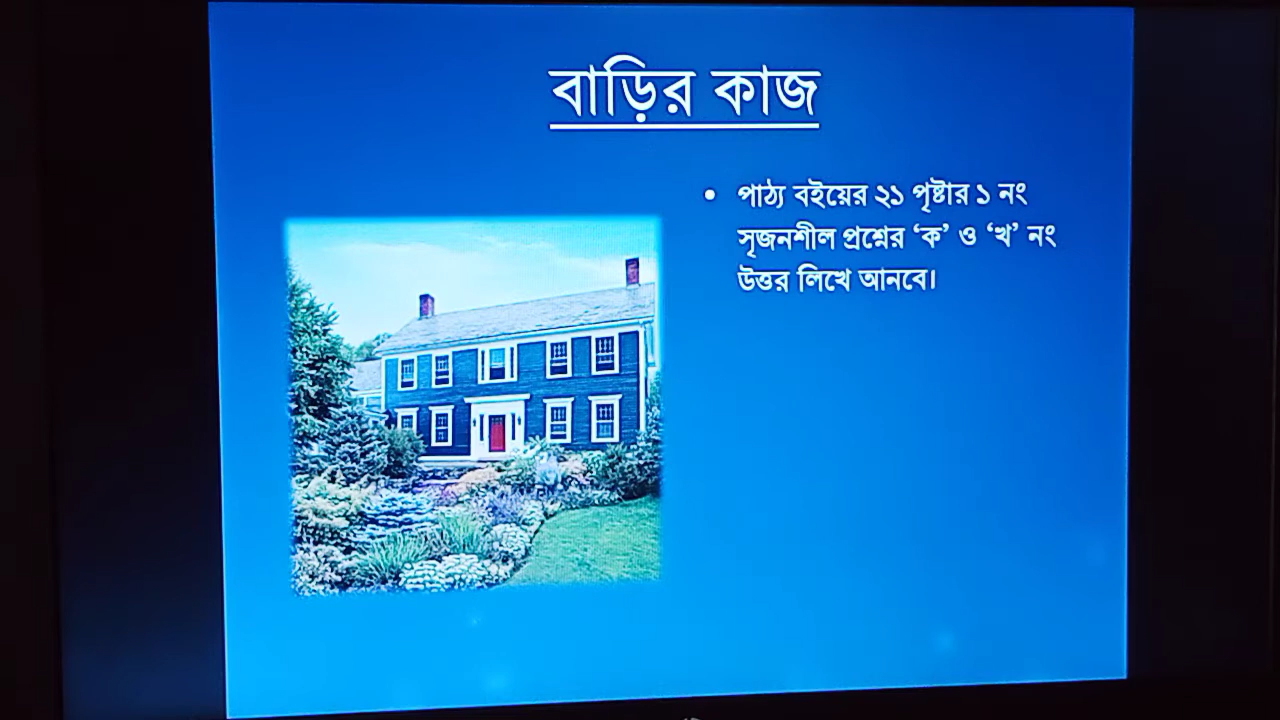 বাড়ির কাজ
• পাঠ্য বইয়ের ২১ পৃষ্টার ১ নং
সৃজনশীল প্রশ্নের ‘ক’ ও ‘খ’ নং
উত্তর লিখে আনবে।